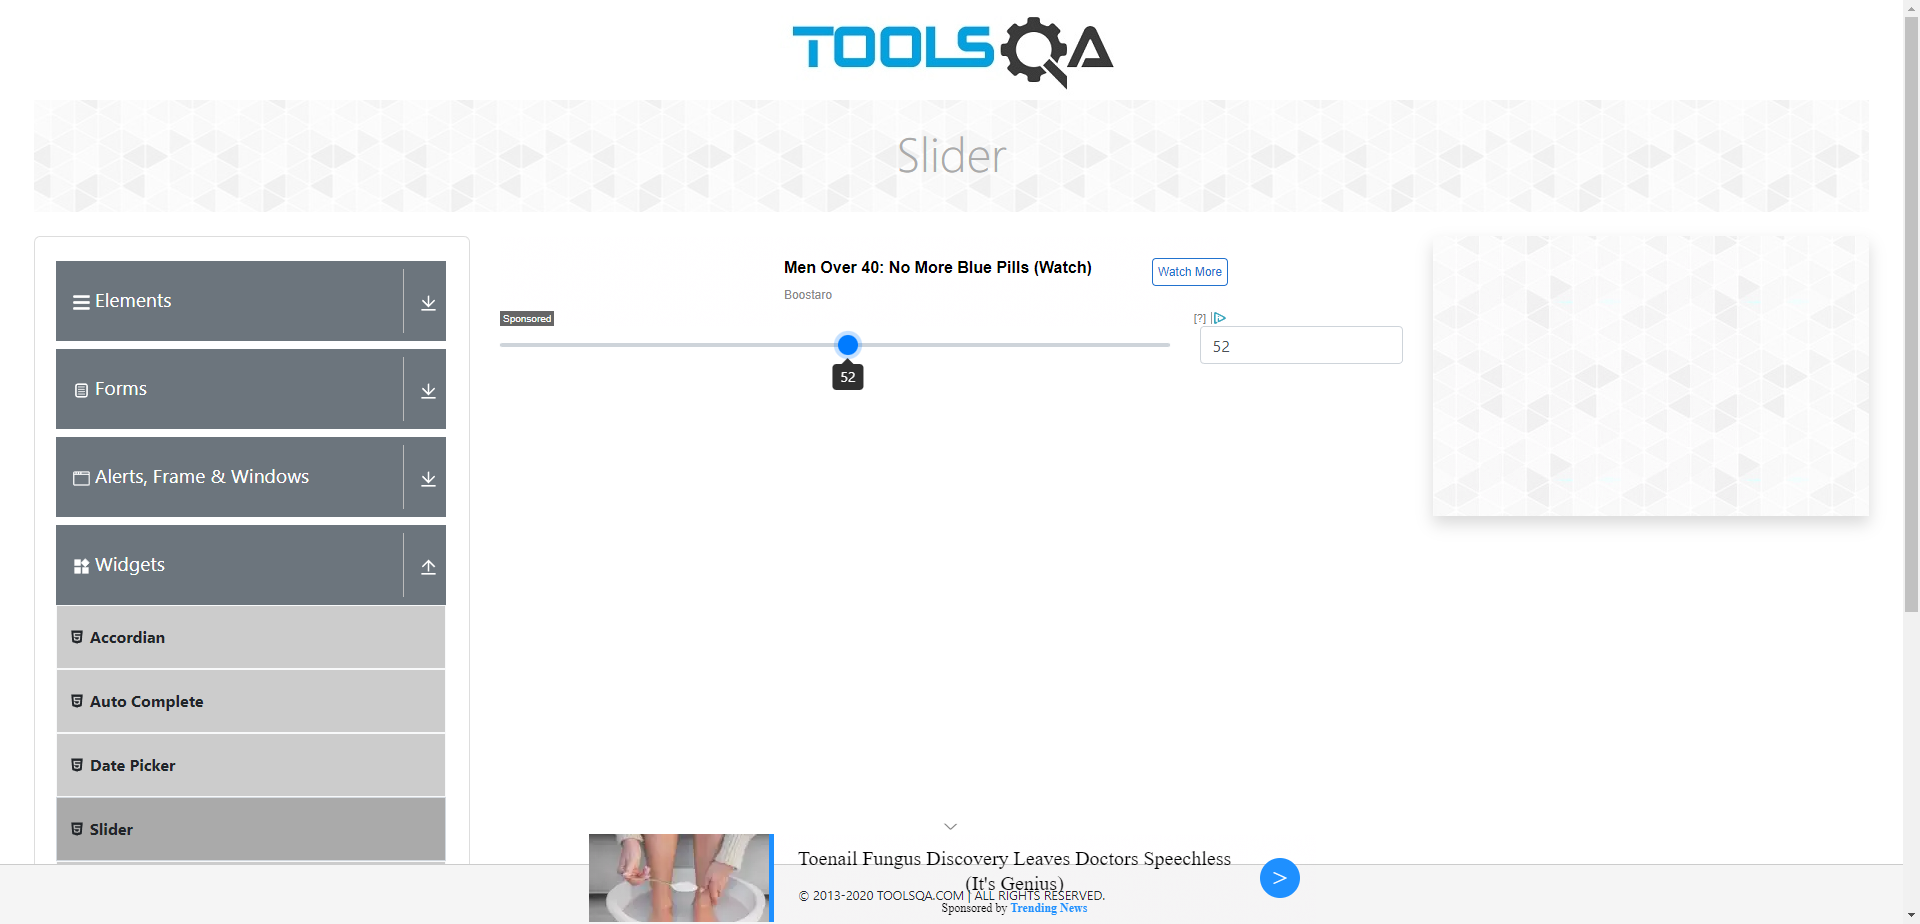 TOOLSQA
Slider
Elements
Forms
Alerts, Frame & Windows
Widgets
Accordian
Auto Complete
Date Picker
Slider
Men Over 40: No More Blue Pills (Watch)
Watch More
Boostaro
Sponsored
[?]
52
52
Toenail Fungus Discovery Leaves Doctors Speechless
(It's Genius)
>
© 2013-2020 TOOLSQA.COM | ALL RIGHTS RESERVED.
Sponsored by Trending News